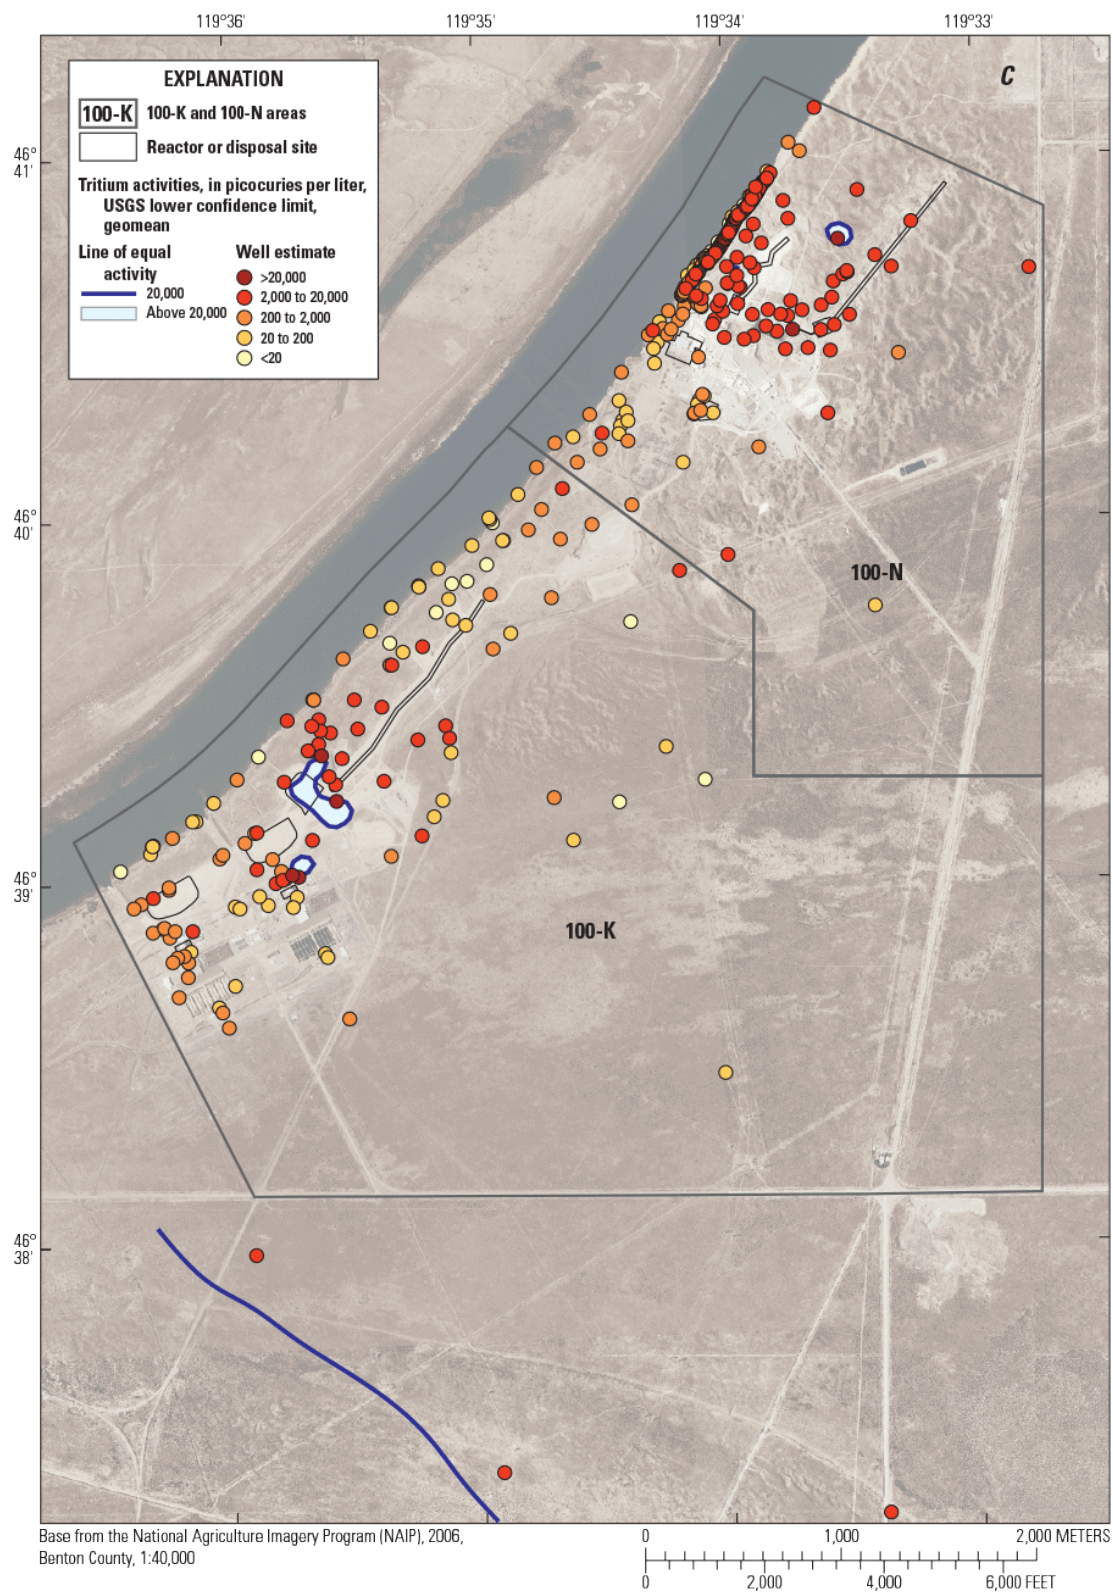 119°36' 119°35' 119°34' 119°33'
C
EXPLANATION
100-K 100-K and 100-N areas
Reactor or disposal site
Tritium activities, in picocuries per liter,
USGS lower confidence limit,
geomean
Line of equal
activity
20,000
Above 20,000
Well estimate
>20,000
2,000 to 20,000
200 to 2,000
20 to 200
<20
46°
41'
46°
40'
100-N
46°
39'
100-K
46°
38'
Base from the National Agriculture Imagery Program (NAIP), 2006,
Benton County, 1:40,000
0 1,000 2,000 METERS
0 2,000 4,000 6,000 FEET